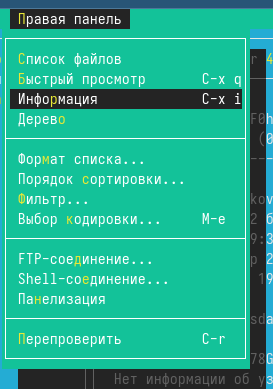 Правая панель
Список файлов
Быстрый просмотр C-x q
Информация C-x i
Дерево
Формат списка...
Порядок сортировки...
Фильтр...
Выбор кодировки... M-e
FTP-соединение...
Shell-соединение...
Панелизация
Перепроверить C-r
Нет информации об